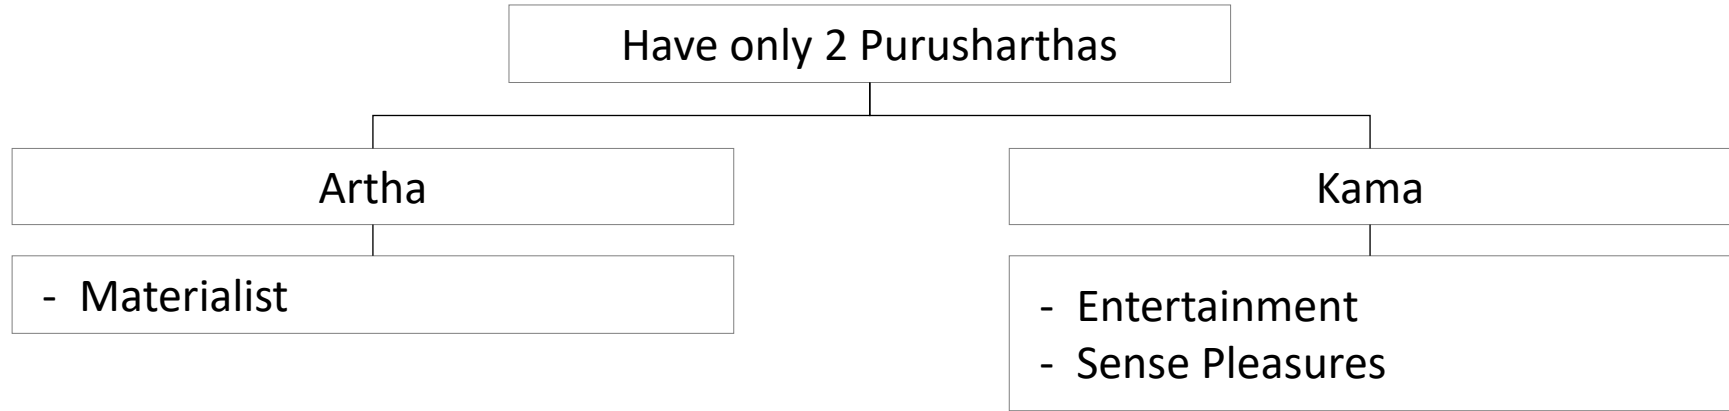 Have only 2 Purusharthas
Artha
Kama
- Materialist
- Entertainment
- Sense Pleasures